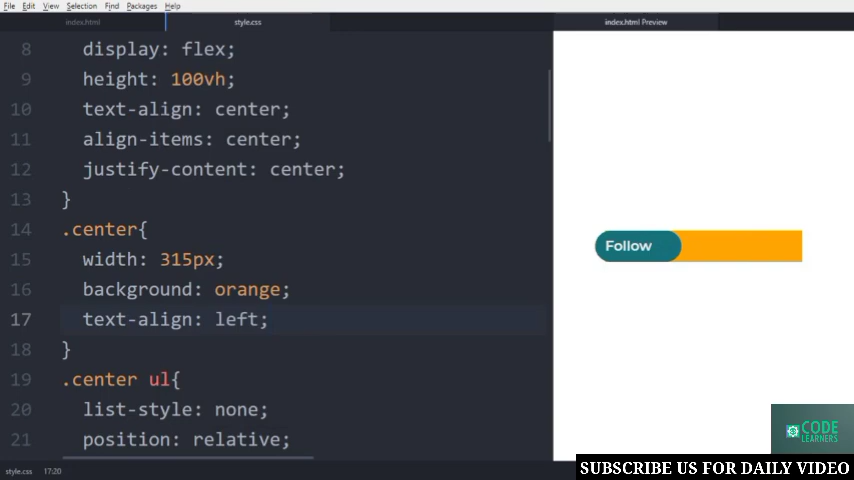 File Edit View Selection Find Packages Help
index.html style.css index.html Preview
8 display: flex;
9 height: 100vh;
10 text-align: center;
11 align-items: center;
12 justify-content: center;
13 }
14 .center{
15 width: 315px;
16 background: orange;
17 text-align: left;
18 }
19 .center ul{
20 list-style: none;
21 position: relative;
Follow
CODE
LEARNERS
style.css 17:20
SUBSCRIBE US FOR DAILY VIDEO